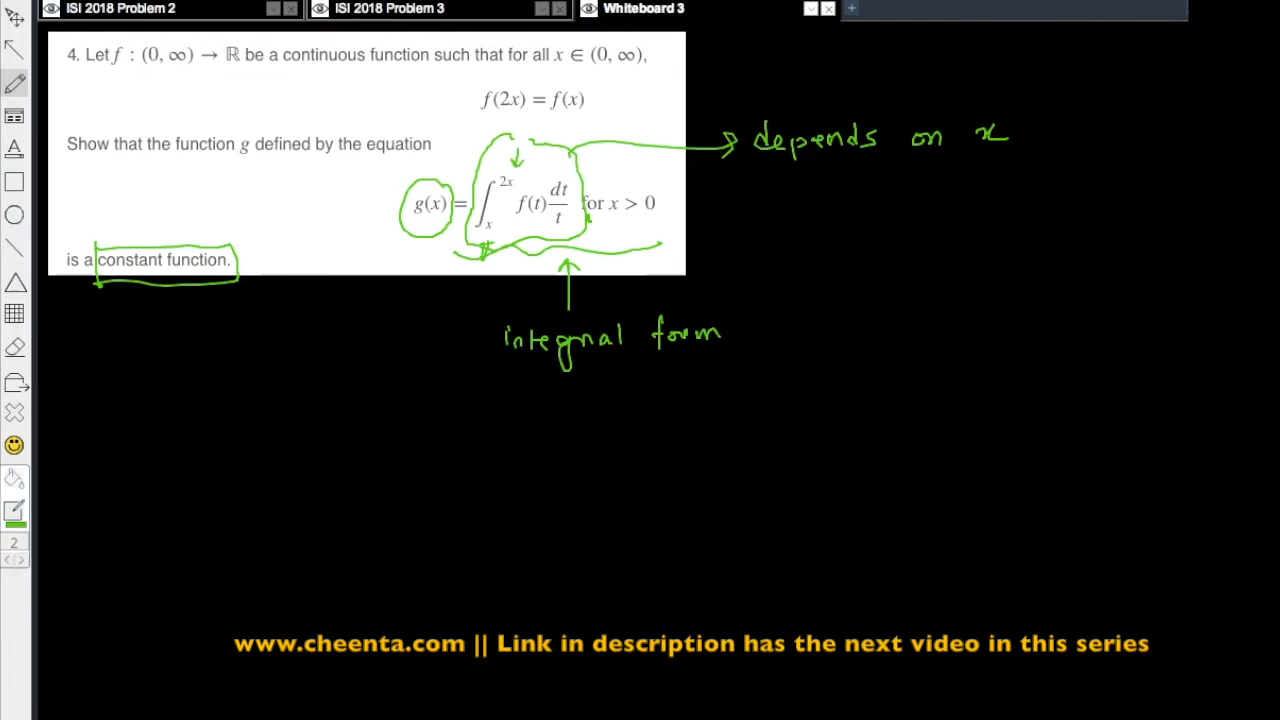 ISI 2018 Problem 2 ISI 2018 Problem 3 Whiteboard 3
4. Let f : (0, ∞) → ℝ be a continuous function such that for all x ∈ (0, ∞),
f(2x) = f(x)
depends on x
Show that the function g defined by the equation
g(x) = ∫_x^{2x} f(t) dt/t for x > 0
is a constant function.
integral form
2
www.cheenta.com || Link in description has the next video in this series